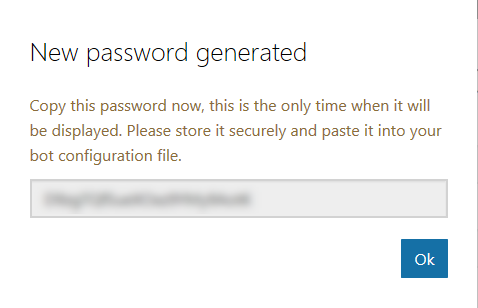 New password generated
Copy this password now, this is the only time when it will
be displayed. Please store it securely and paste it into your
bot configuration file.
Ok